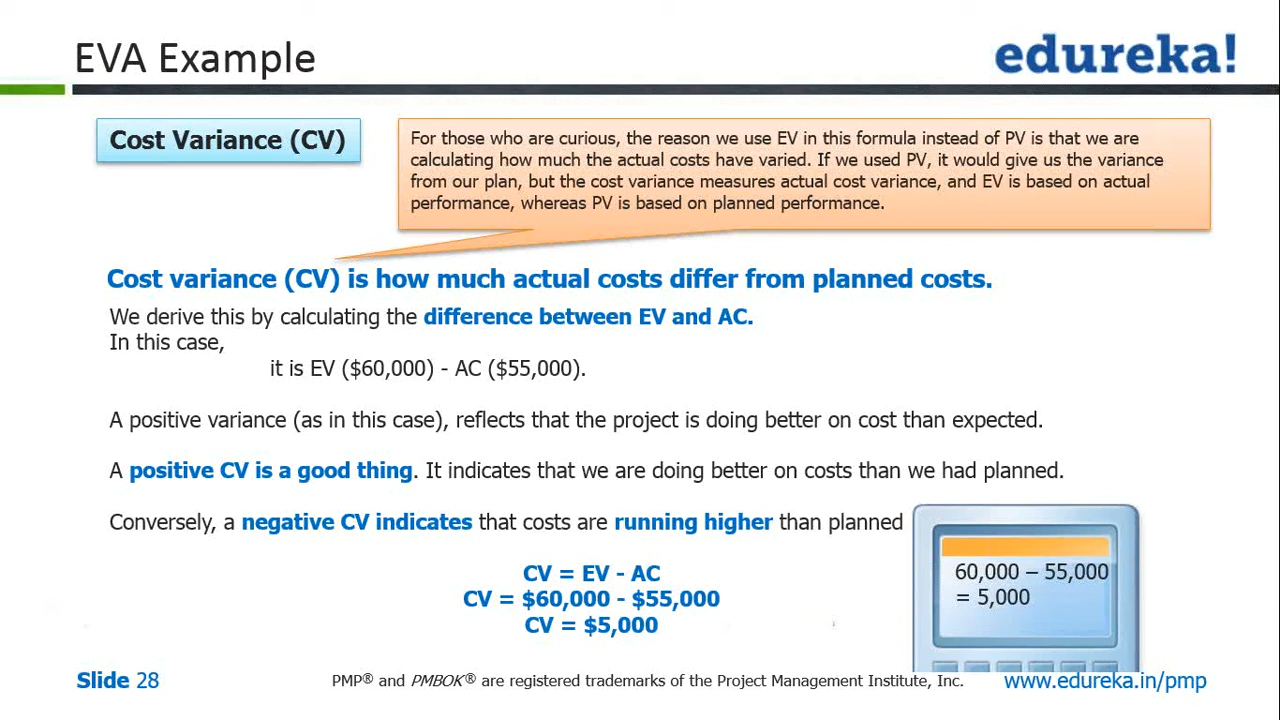 EVA Example
edureka!
Cost Variance (CV)
For those who are curious, the reason we use EV in this formula instead of PV is that we are
calculating how much the actual costs have varied. If we used PV, it would give us the variance
from our plan, but the cost variance measures actual cost variance, and EV is based on actual
performance, whereas PV is based on planned performance.
Cost variance (CV) is how much actual costs differ from planned costs.
We derive this by calculating the difference between EV and AC.
In this case,
it is EV ($60,000) - AC ($55,000).
A positive variance (as in this case), reflects that the project is doing better on cost than expected.
A positive CV is a good thing. It indicates that we are doing better on costs than we had planned.
Conversely, a negative CV indicates that costs are running higher than planned
CV = EV - AC
CV = $60,000 - $55,000
CV = $5,000
60,000 – 55,000
= 5,000
Slide 28
PMP® and PMBOK® are registered trademarks of the Project Management Institute, Inc.
www.edureka.in/pmp